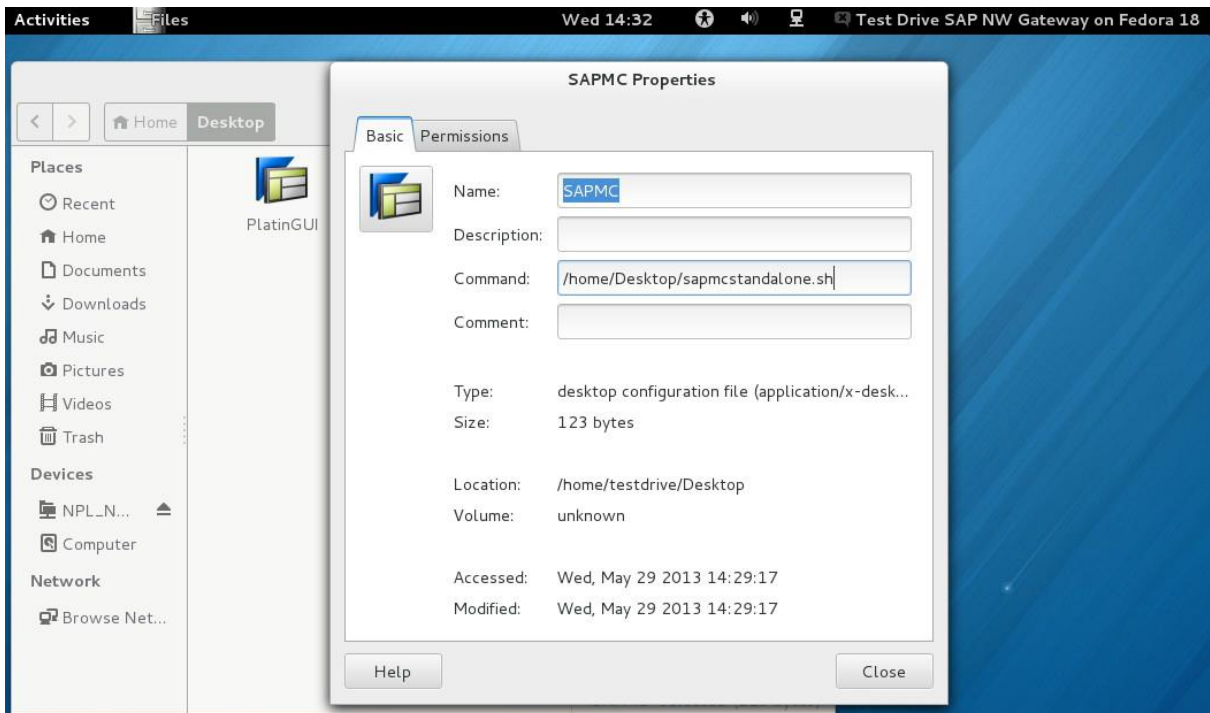 Activities Files Wed 14:32 Test Drive SAP NW Gateway on Fedora 18
SAPMC Properties
< > Home Desktop
Basic Permissions
Places
Recent
Home
Documents
Downloads
Music
Pictures
Videos
Trash
Devices
NPL_N...
Computer
Network
Browse Net...
PlatinGUI
Name: SAPMC
Description:
Command: /home/Desktop/sapmcstandalone.sh
Comment:
Type: desktop configuration file (application/x-desk...
Size: 123 bytes
Location: /home/testdrive/Desktop
Volume: unknown
Accessed: Wed, May 29 2013 14:29:17
Modified: Wed, May 29 2013 14:29:17
Help Close